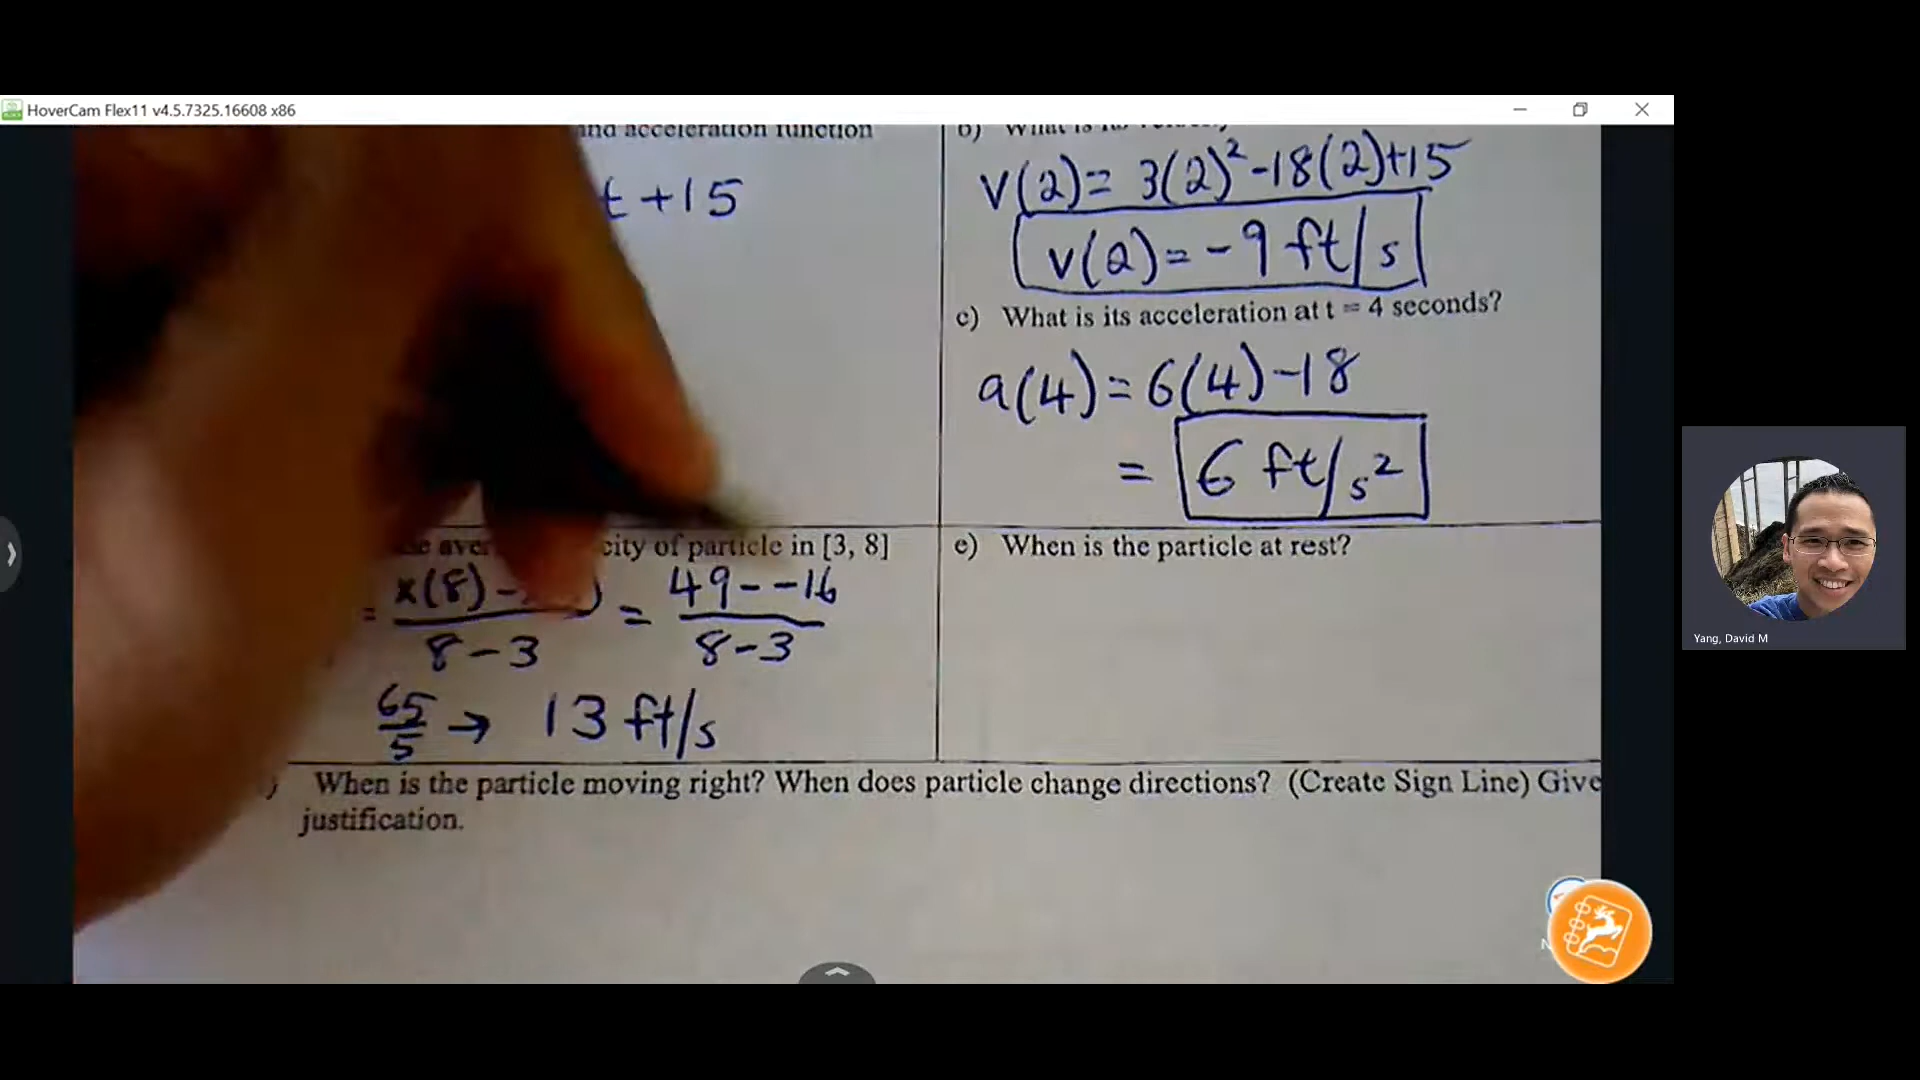 HoverCam Flex11 v4.5.7325.16608 x86
and acceleration function
t +15
b) What is its
V(2) = 3(2)²-18(2)+15
v(2) = -9 ft/s
c) What is its acceleration at t = 4 seconds?
a(4) = 6(4)-18
= 6 ft/s²
city of particle in [3, 8]
= x(8) - = 49--16
8-3 8-3
65/5 → 13 ft/s
e) When is the particle at rest?
When is the particle moving right? When does particle change directions? (Create Sign Line) Give
justification.
Yang, David M